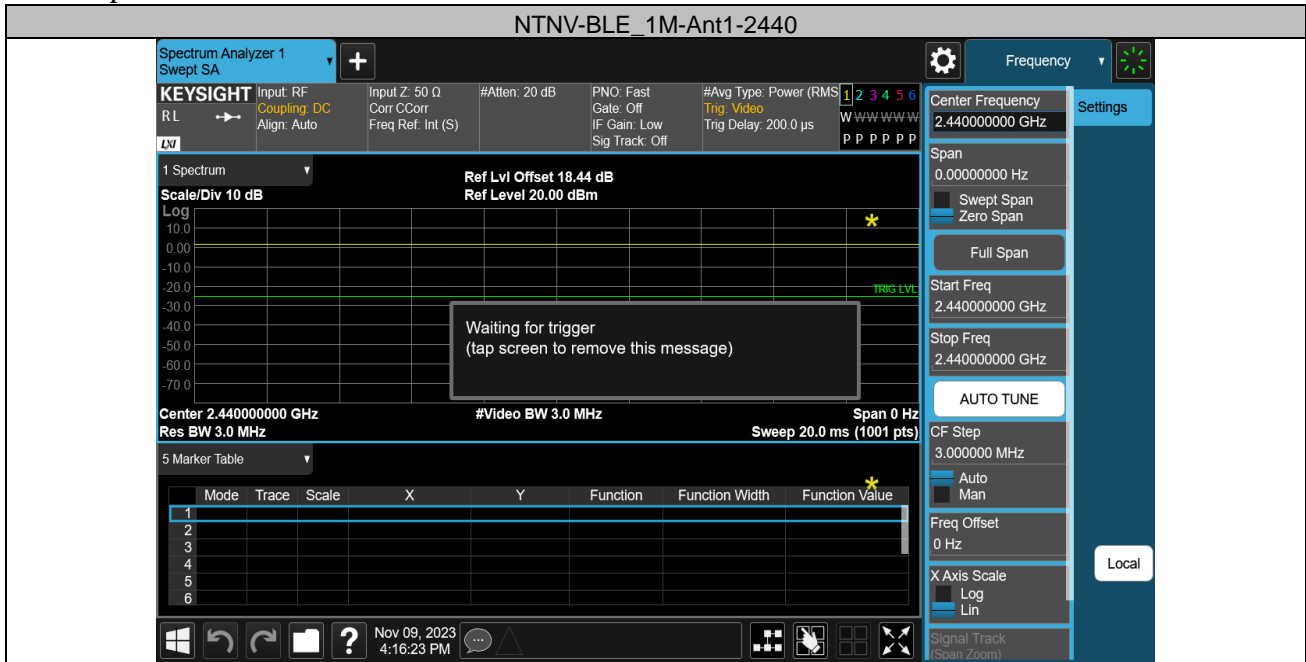 NTNV-BLE_1M-Ant1-2440
Spectrum Analyzer 1
Swept SA
Frequency
KEYSIGHT
RL
LXI
Input: RF
Coupling: DC
Align: Auto
Input Z: 50 Ω
Corr CCorr
Freq Ref: Int (S)
#Atten: 20 dB
PNO: Fast
Gate: Off
IF Gain: Low
Sig Track: Off
#Avg Type: Power (RMS
Trig: Video
Trig Delay: 200.0 µs
1 2 3 4 5 6
W W W W W W
P P P P P P
1 Spectrum
Scale/Div 10 dB
Ref Lvl Offset 18.44 dB
Ref Level 20.00 dBm
Log
10.0
0.00
-10.0
-20.0
-30.0
-40.0
-50.0
-60.0
-70.0
TRIG LVL
Waiting for trigger
(tap screen to remove this message)
Center 2.440000000 GHz
Res BW 3.0 MHz
#Video BW 3.0 MHz
Span 0 Hz
Sweep 20.0 ms (1001 pts)
5 Marker Table
Mode Trace Scale X Y Function Function Width Function Value
1
2
3
4
5
6
Nov 09, 2023
4:16:23 PM
Center Frequency
2.440000000 GHz
Settings
Span
0.00000000 Hz
Swept Span
Zero Span
Full Span
Start Freq
2.440000000 GHz
Stop Freq
2.440000000 GHz
AUTO TUNE
CF Step
3.000000 MHz
Auto
Man
Freq Offset
0 Hz
X Axis Scale
Log
Lin
Signal Track
(Span Zoom)
Local